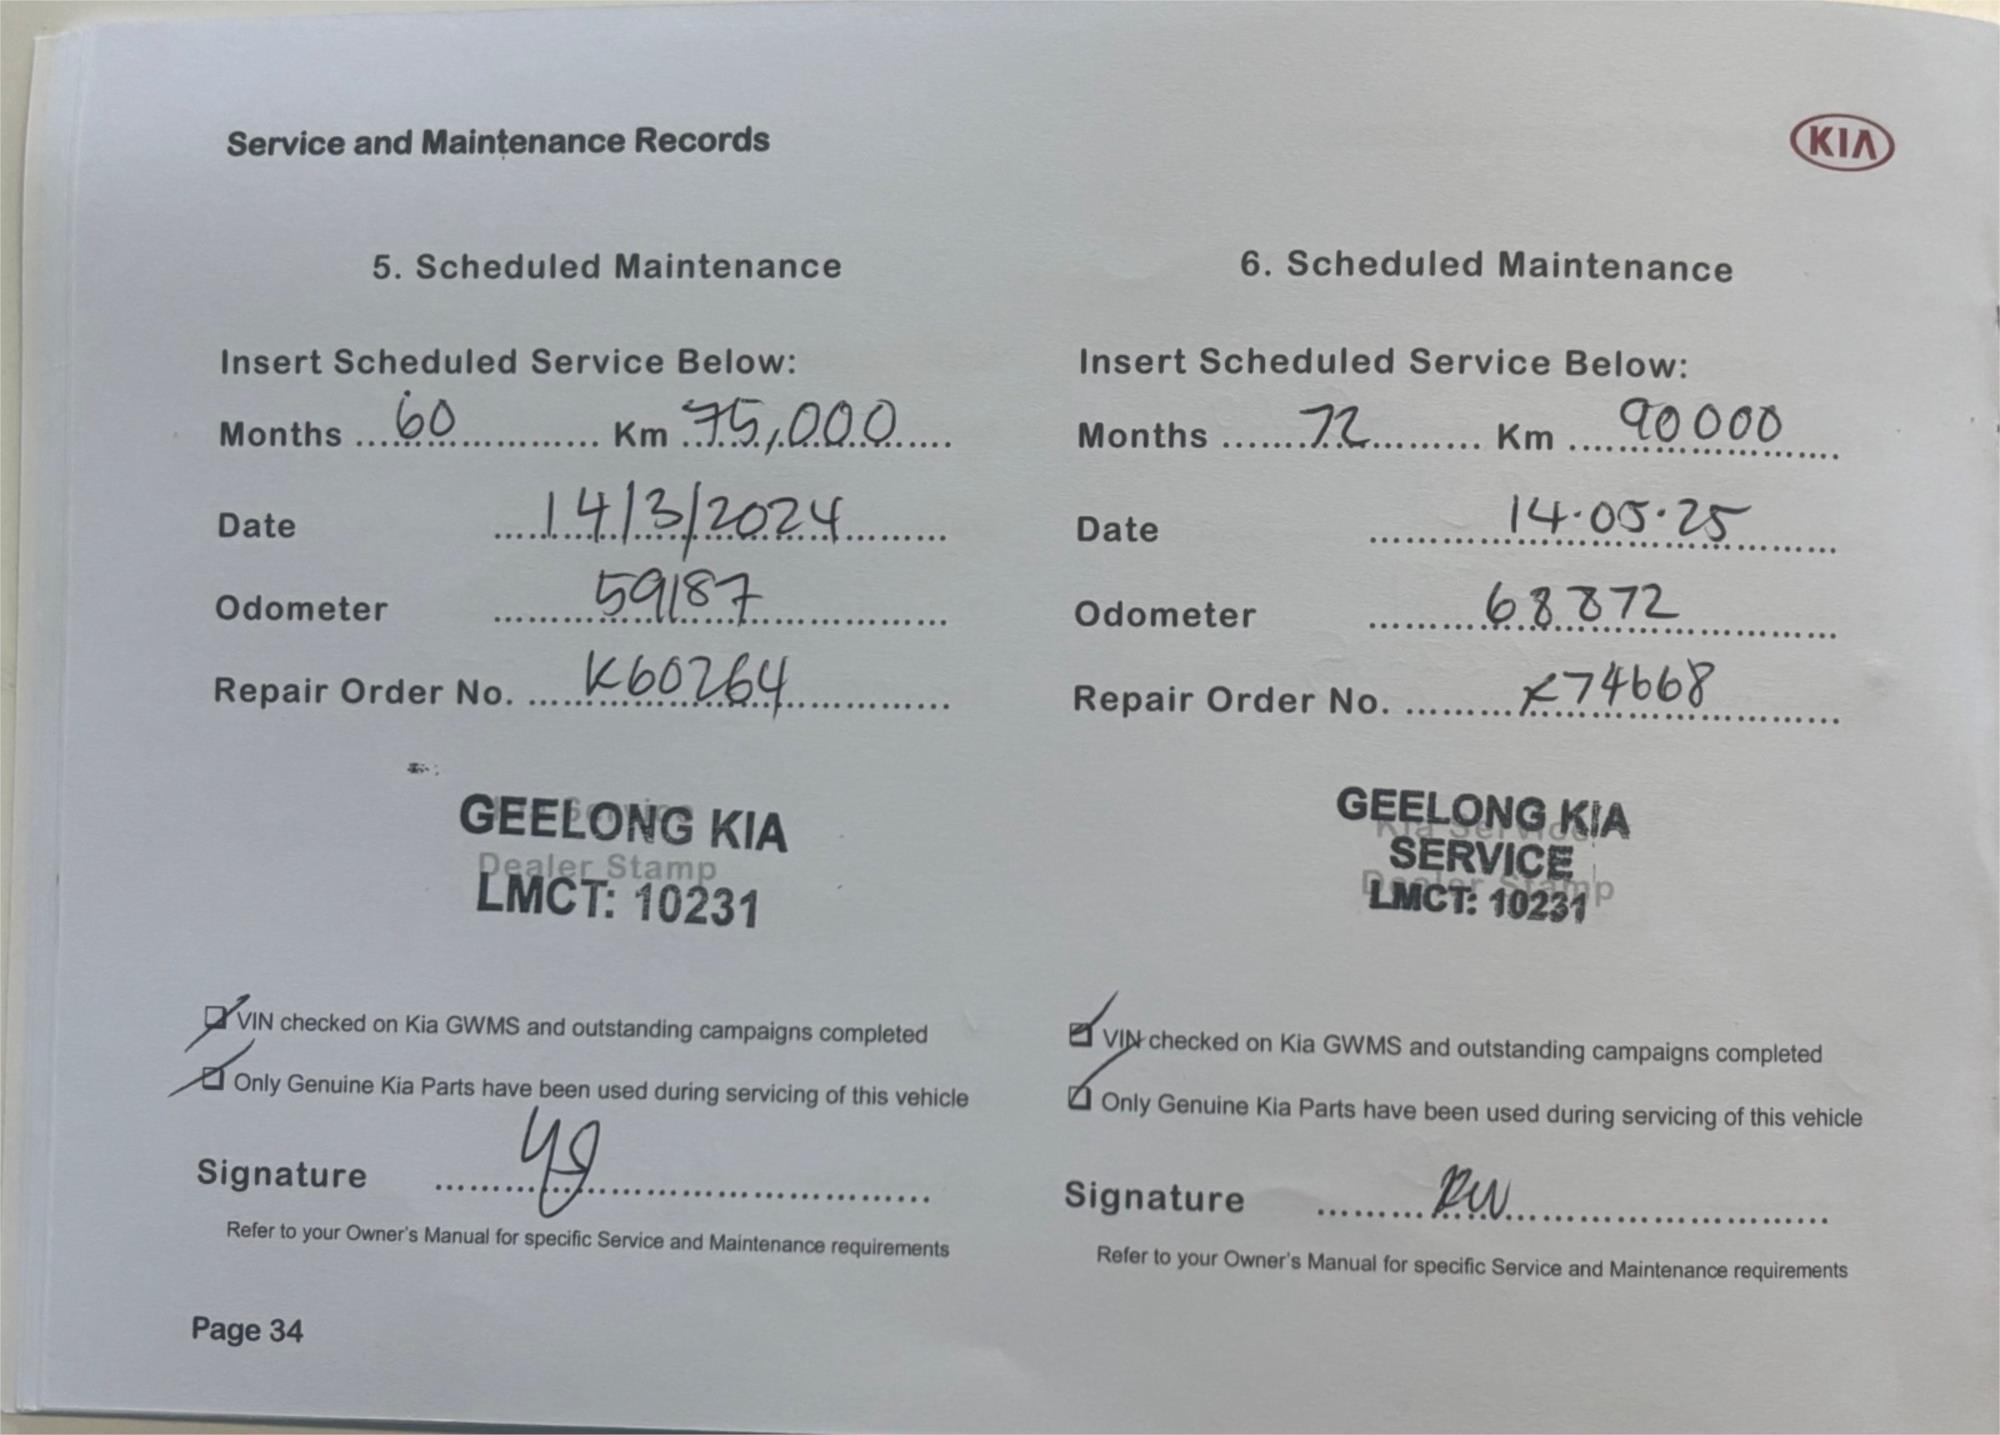 Service and Maintenance Records
KIA
5. Scheduled Maintenance
Insert Scheduled Service Below:
Months 60 Km 75,000
Date 14/3/2024
Odometer 59187
Repair Order No. K60264
GEELONG KIA
Dealer Stamp
LMCT: 10231
VIN checked on Kia GWMS and outstanding campaigns completed
Only Genuine Kia Parts have been used during servicing of this vehicle
Signature
Refer to your Owner's Manual for specific Service and Maintenance requirements
Page 34
6. Scheduled Maintenance
Insert Scheduled Service Below:
Months 72 Km 90000
Date 14.05.25
Odometer 68872
Repair Order No. K74668
GEELONG KIA
Kia Service
SERVICE
Dealer Stamp
LMCT: 10231
VIN checked on Kia GWMS and outstanding campaigns completed
Only Genuine Kia Parts have been used during servicing of this vehicle
Signature
Refer to your Owner's Manual for specific Service and Maintenance requirements